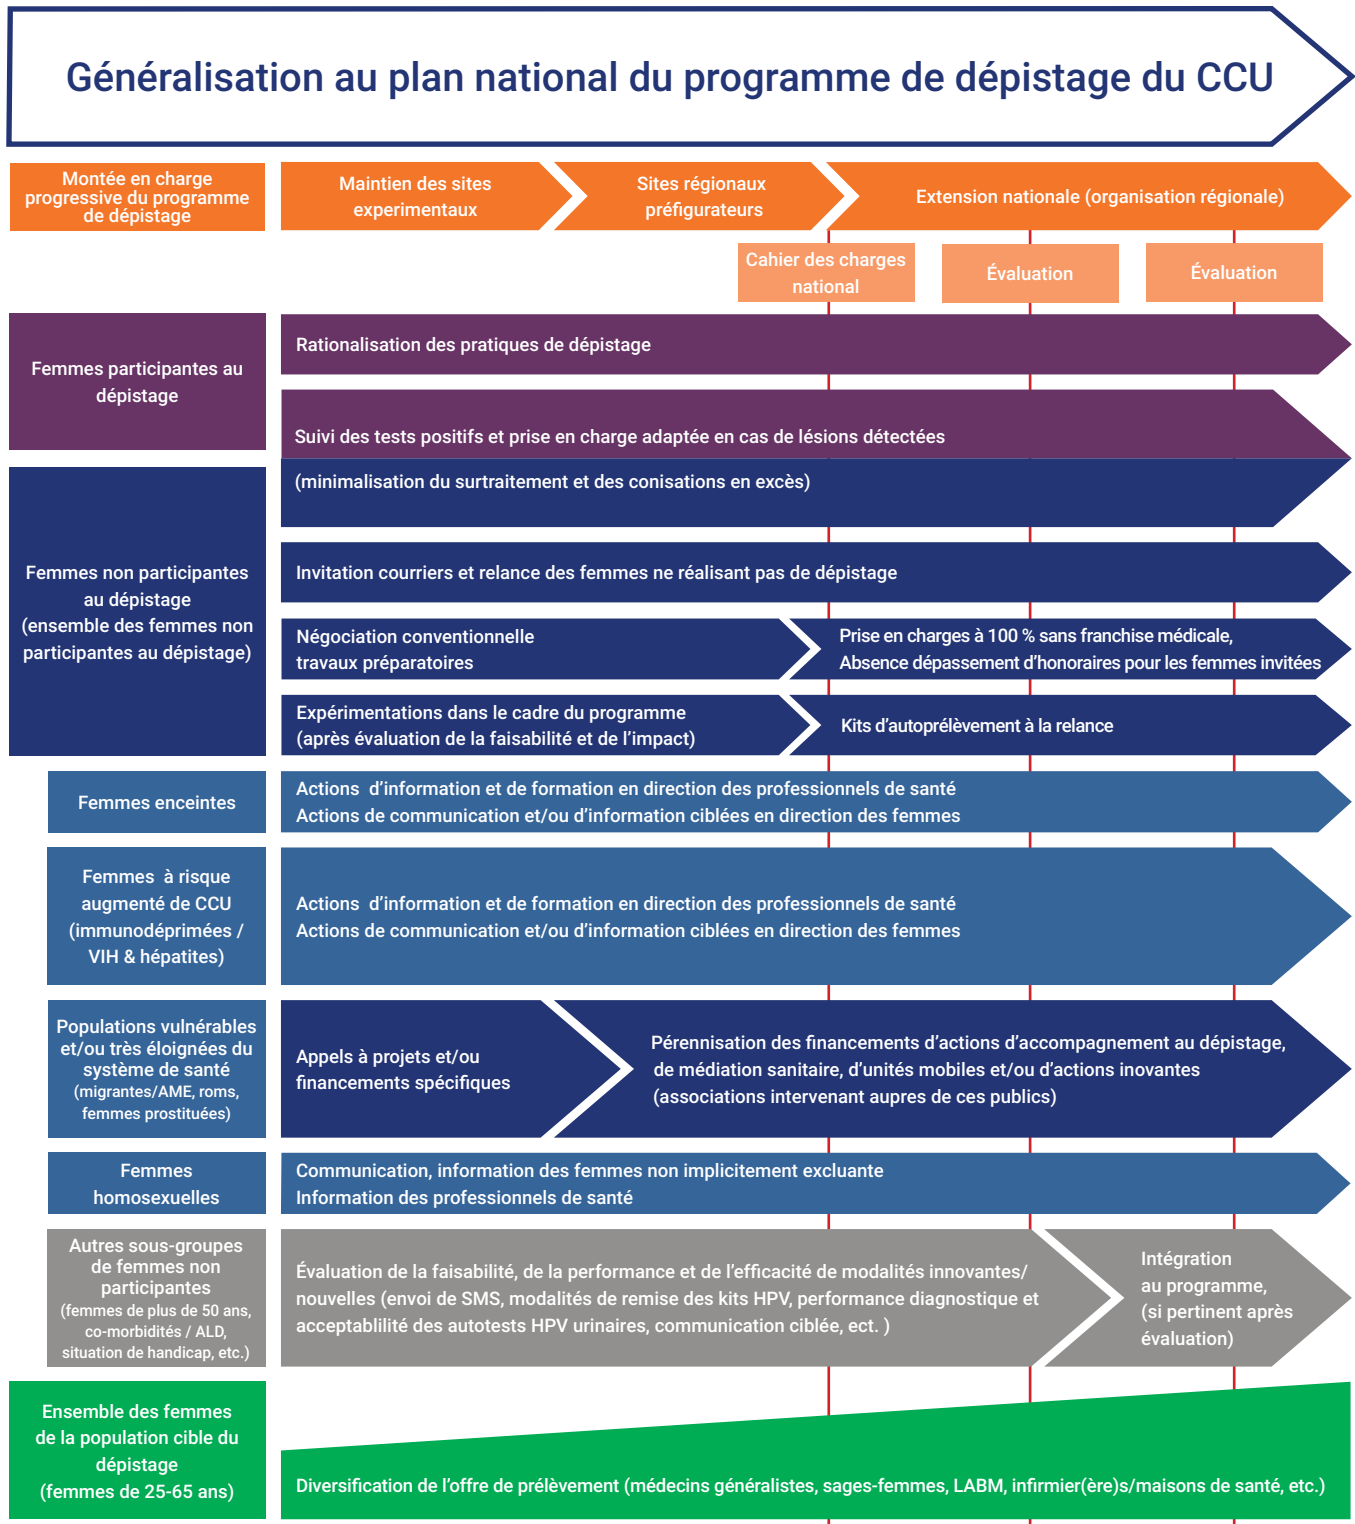 Généralisation au plan national du programme de dépistage du CCU
Montée en charge
progressive du programme
de dépistage
Maintien des sites
experimentaux
Sites régionaux
préfigurateurs
Extension nationale (organisation régionale)
Cahier des charges
national
Évaluation
Évaluation
Femmes participantes au
dépistage
Rationalisation des pratiques de dépistage
Suivi des tests positifs et prise en charge adaptée en cas de lésions détectées
(minimalisation du surtraitement et des conisations en excès)
Femmes non participantes
au dépistage
(ensemble des femmes non
participantes au dépistage)
Invitation courriers et relance des femmes ne réalisant pas de dépistage
Négociation conventionnelle
travaux préparatoires
Prise en charges à 100 % sans franchise médicale,
Absence dépassement d'honoraires pour les femmes invitées
Expérimentations dans le cadre du programme
(après évaluation de la faisabilité et de l'impact)
Kits d'autoprélèvement à la relance
Femmes enceintes
Actions  d'information et de formation en direction des professionnels de santé
Actions de communication et/ou d'information ciblées en direction des femmes
Femmes  à risque
augmenté de CCU
(immunodéprimées /
VIH & hépatites)
Actions  d'information et de formation en direction des professionnels de santé
Actions de communication et/ou d'information ciblées en direction des femmes
Populations vulnérables
et/ou très éloignées du
système de santé
(migrantes/AME, roms,
femmes prostituées)
Appels à projets et/ou
financements spécifiques
Pérennisation des financements d'actions d'accompagnement au dépistage,
de médiation sanitaire, d'unités mobiles et/ou d'actions inovantes
(associations intervenant aupres de ces publics)
Femmes
homosexuelles
Communication, information des femmes non implicitement excluante
Information des professionnels de santé
Autres sous-groupes
de femmes non
participantes
(femmes de plus de 50 ans,
co-morbidités / ALD,
situation de handicap, etc.)
Évaluation de la faisabilité, de la performance et de l'efficacité de modalités innovantes/
nouvelles (envoi de SMS, modalités de remise des kits HPV, performance diagnostique et
acceptablilité des autotests HPV urinaires, communication ciblée, ect. )
Intégration
au programme,
(si pertinent après
évaluation)
Ensemble des femmes
de la population cible du
dépistage
(femmes de 25-65 ans)
Diversification de l'offre de prélèvement (médecins généralistes, sages-femmes, LABM, infirmier(ère)s/maisons de santé, etc.)